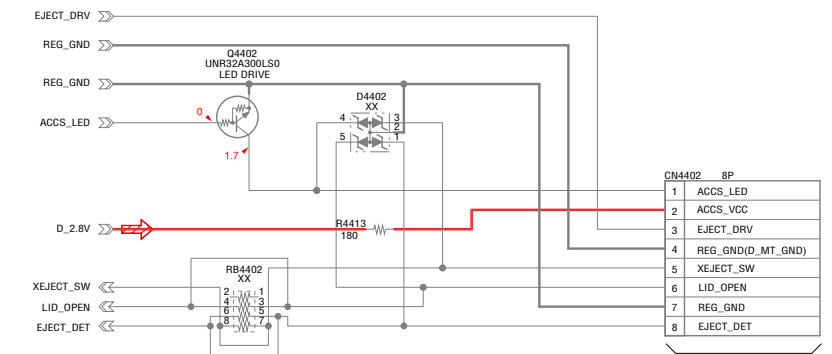 EJECT_DRV
REG_GND
Q4402
UNR32A300LS0
LED DRIVE
REG_GND
D4402
XX
0
4
3
2
ACCS_LED
5
1
1.7
CN4402 8P
1 ACCS_LED
2 ACCS_VCC
R4413
D_2.8V
180
3 EJECT_DRV
4 REG_GND(D_MT_GND)
RB4402
XX
5 XEJECT_SW
XEJECT_SW
2 1
6 LID_OPEN
LID_OPEN
4 3
7 REG_GND
6 5
EJECT_DET
8 7
8 EJECT_DET